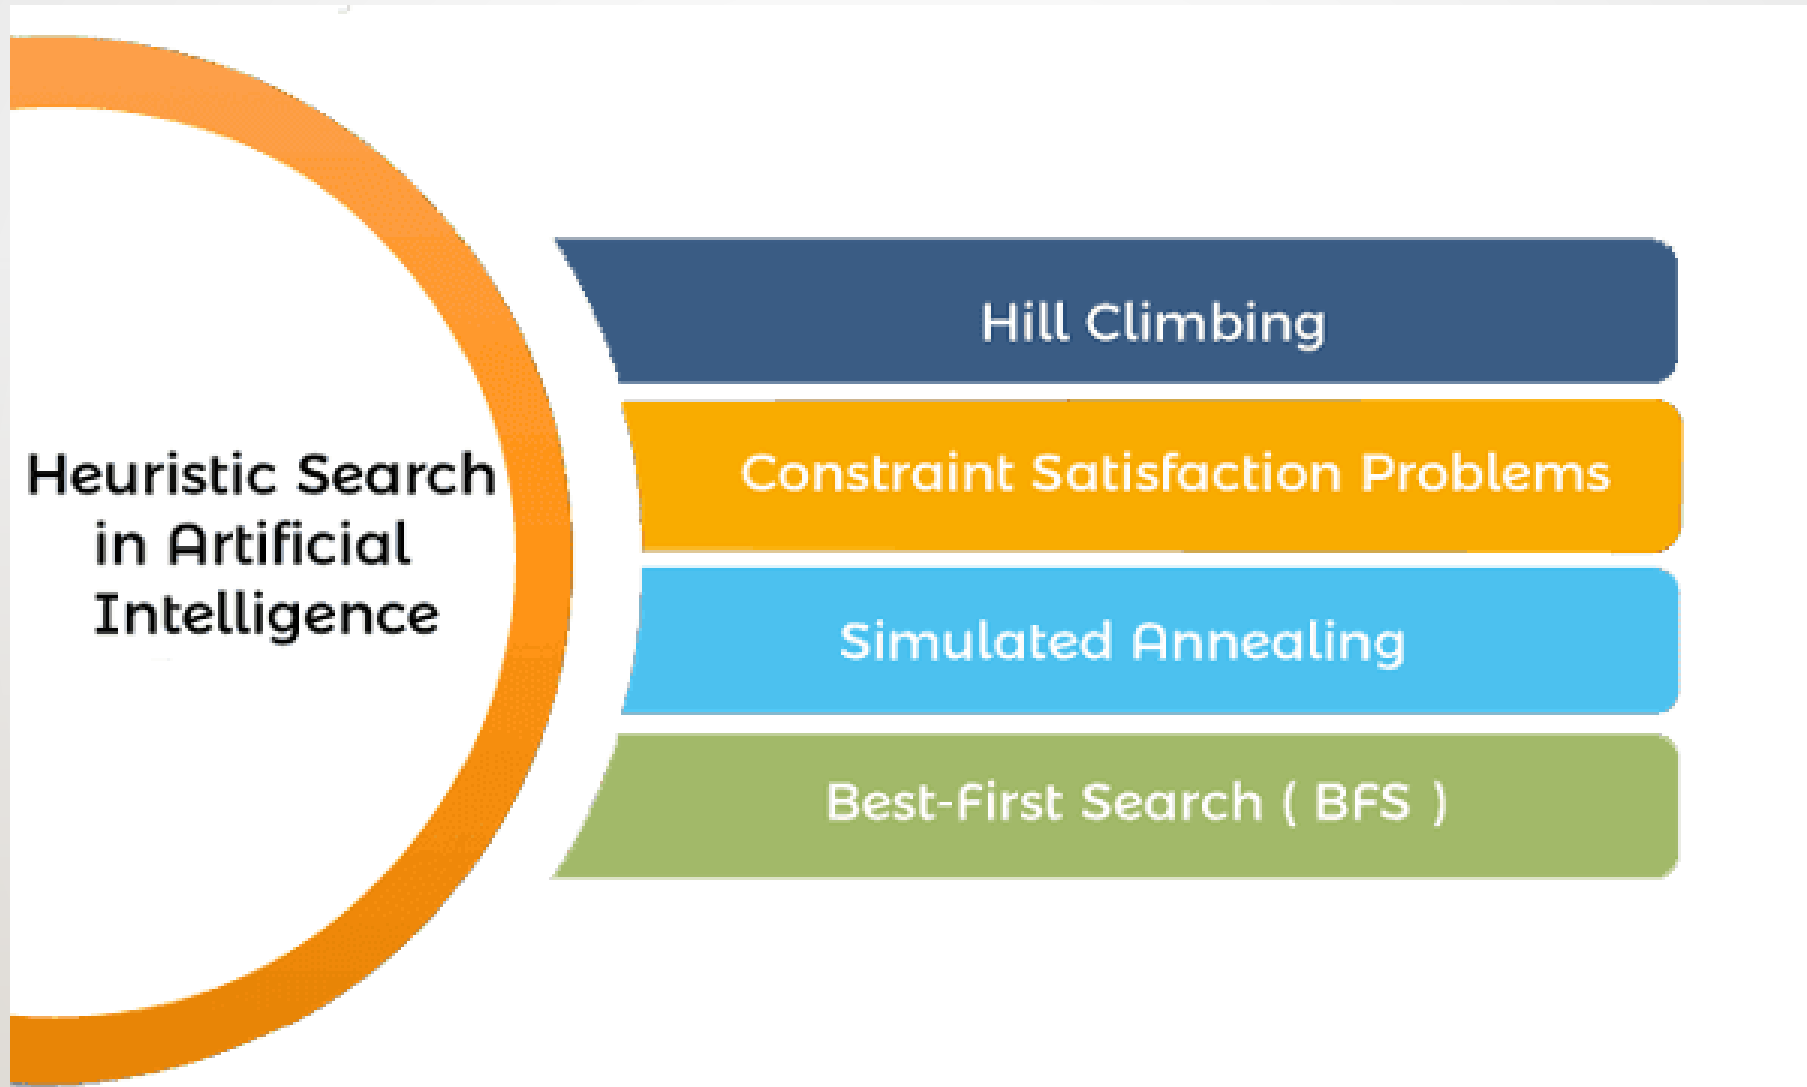 Heuristic Search
in Artificial
Intelligence
Hill Climbing
Constraint Satisfaction Problems
Simulated Annealing
Best-First Search ( BFS )